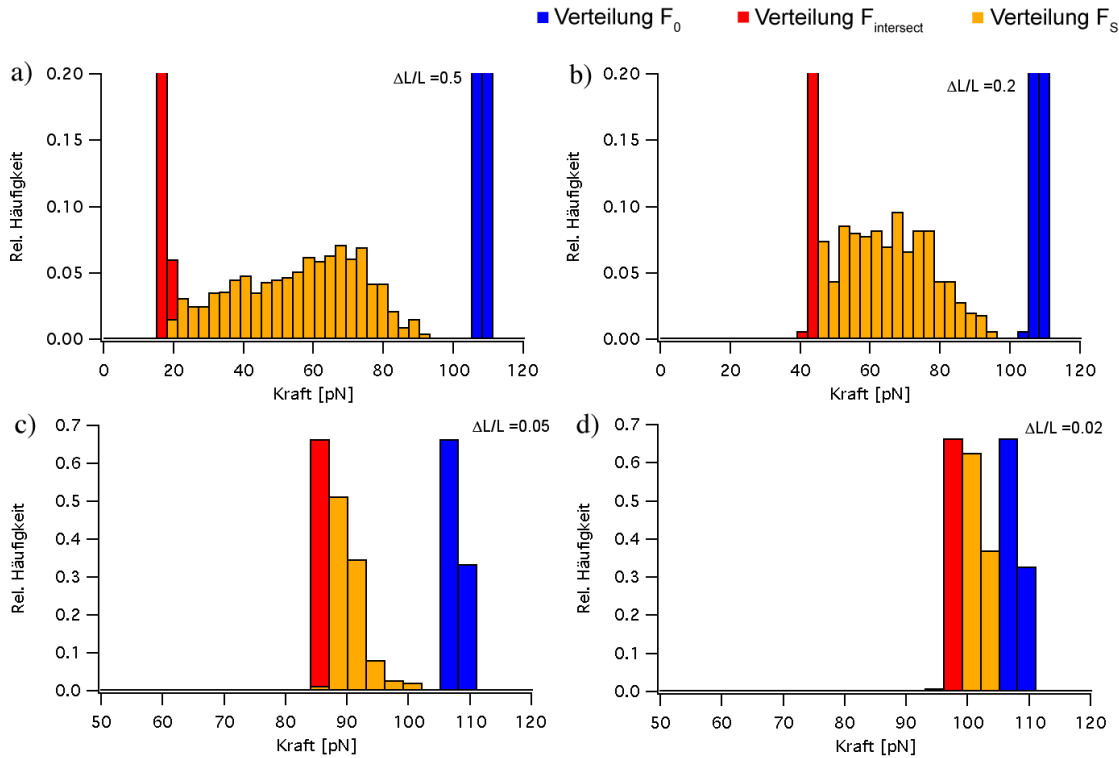 Verteilung F0 Verteilung Fintersect Verteilung FS
a)
ΔL/L =0.5
0.20
0.15
0.10
0.05
0.00
Rel. Häufigkeit
0 20 40 60 80 100 120
Kraft [pN]
b)
ΔL/L =0.2
0.20
0.15
0.10
0.05
0.00
Rel. Häufigkeit
0 20 40 60 80 100 120
Kraft [pN]
c)
ΔL/L =0.05
0.7
0.6
0.5
0.4
0.3
0.2
0.1
0.0
Rel. Häufigkeit
50 60 70 80 90 100 110 120
Kraft [pN]
d)
ΔL/L =0.02
0.7
0.6
0.5
0.4
0.3
0.2
0.1
0.0
Rel. Häufigkeit
50 60 70 80 90 100 110 120
Kraft [pN]